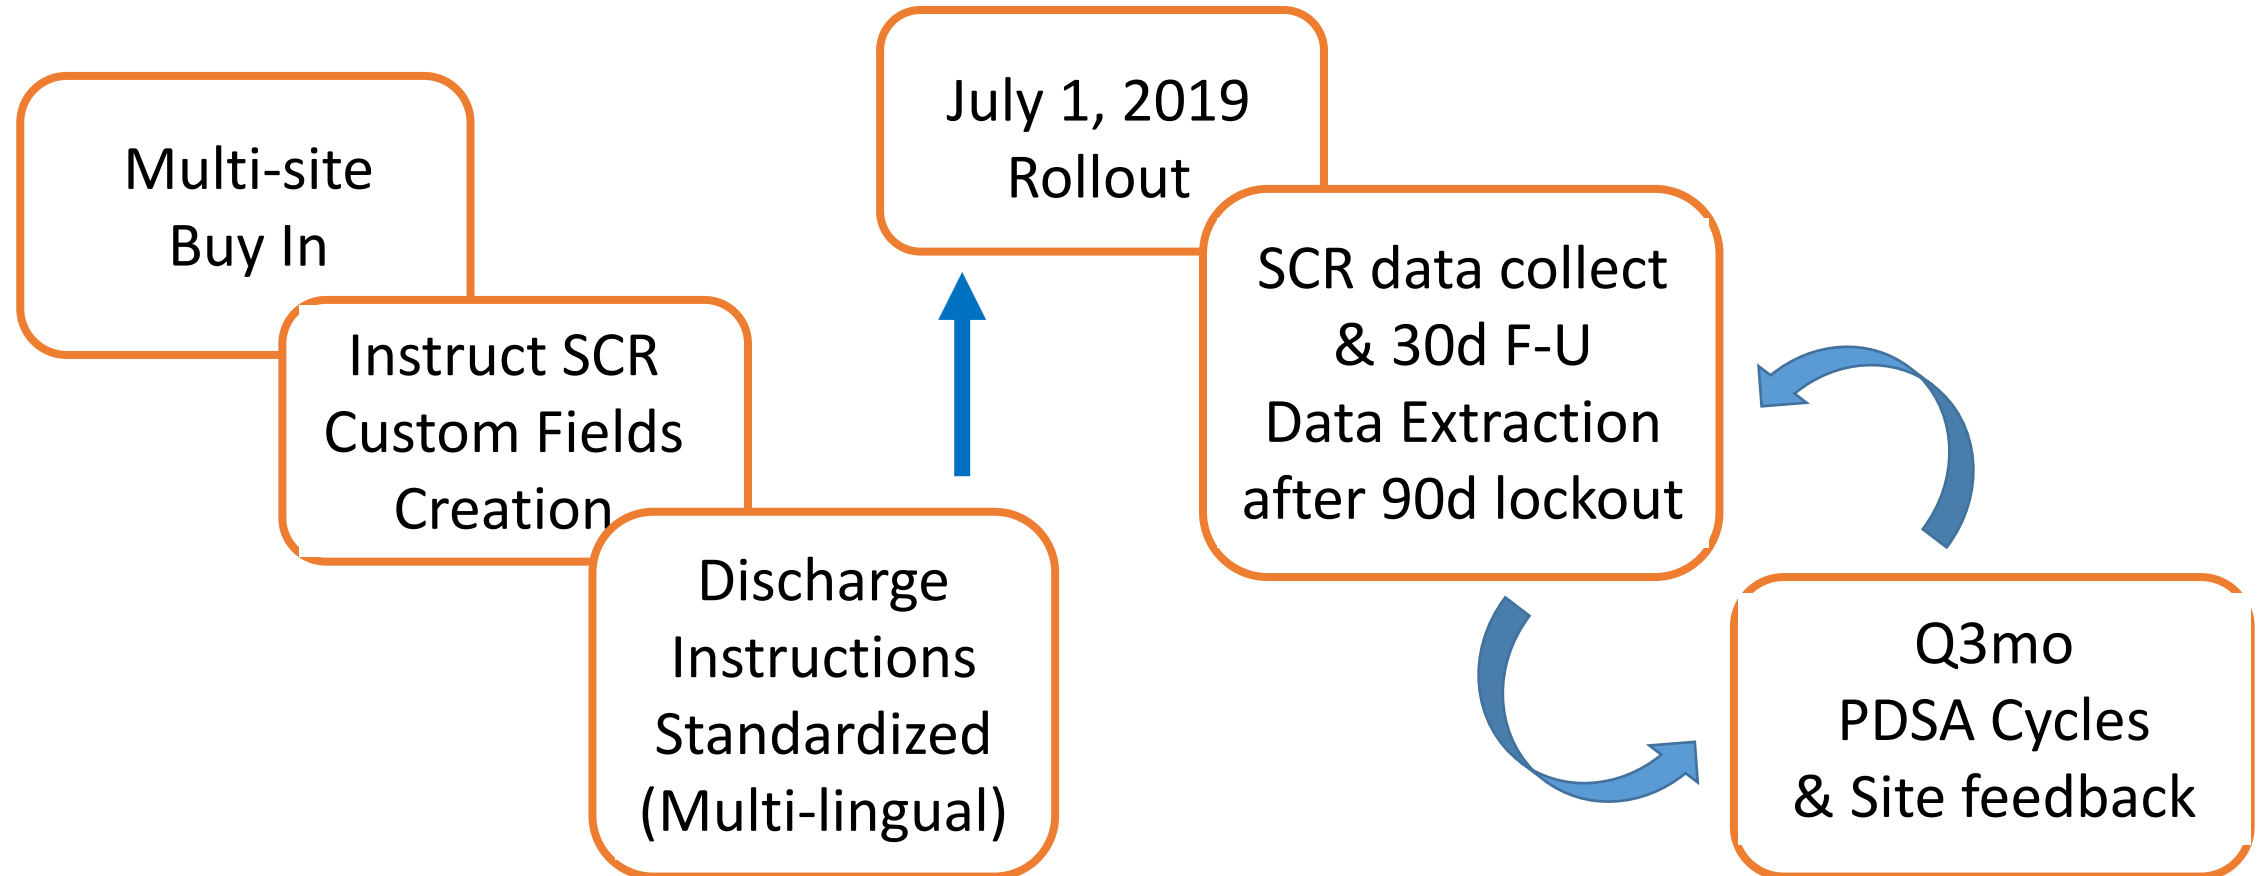 Multi-site
Buy In
Instruct SCR
Custom Fields
Creation
Discharge
Instructions
Standardized
(Multi-lingual)
July 1, 2019
Rollout
SCR data collect
& 30d F-U
Data Extraction
after 90d lockout
Q3mo
PDSA Cycles
& Site feedback